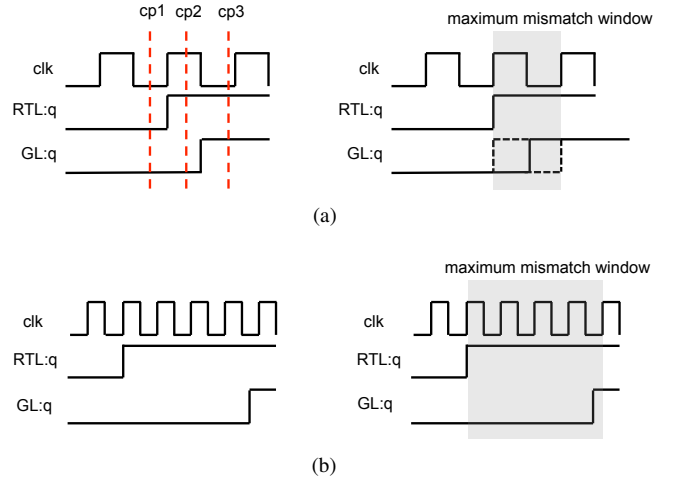 cp1 cp2 cp3
maximum mismatch window
clk
clk
RTL:q
RTL:q
GL:q
GL:q
(a)
maximum mismatch window
clk
clk
RTL:q
RTL:q
GL:q
GL:q
(b)